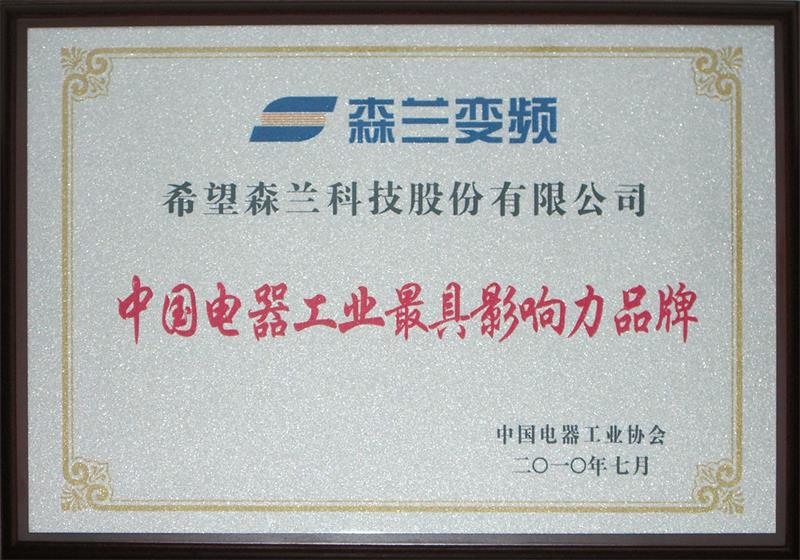 森兰变频
希望森兰科技股份有限公司
中国电器工业最具影响力品牌
中国电器工业协会
二〇一〇年七月